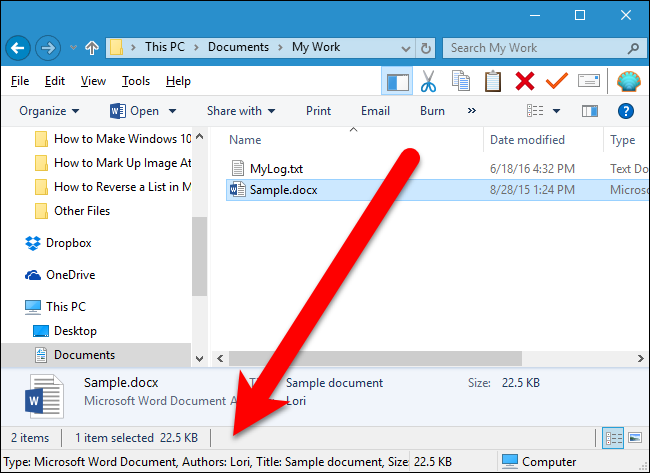 This PC > Documents > My Work
Search My Work
File Edit View Tools Help
Organize Open Share with Print Email Burn »
Name Date modified Type
How to Make Windows 10
How to Mark Up Image At
How to Reverse a List in M
Other Files
Dropbox
OneDrive
This PC
Desktop
Documents
MyLog.txt 6/18/16 4:32 PM Text Do
Sample.docx 8/28/15 1:24 PM Micros
Sample.docx Sample document Size: 22.5 KB
Microsoft Word Document A Lori
2 items 1 item selected 22.5 KB
Type: Microsoft Word Document, Authors: Lori, Title: Sample document, Size 22.5 KB Computer